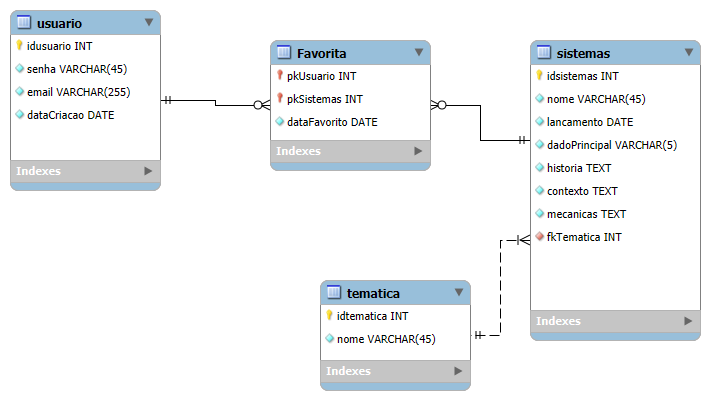 usuario
idusuario INT
senha VARCHAR(45)
email VARCHAR(255)
dataCriacao DATE
Indexes
Favorita
pkUsuario INT
pkSistemas INT
dataFavorito DATE
Indexes
sistemas
idsistemas INT
nome VARCHAR(45)
lancamento DATE
dadoPrincipal VARCHAR(5)
historia TEXT
contexto TEXT
mecanicas TEXT
fkTematica INT
Indexes
tematica
idtematica INT
nome VARCHAR(45)
Indexes